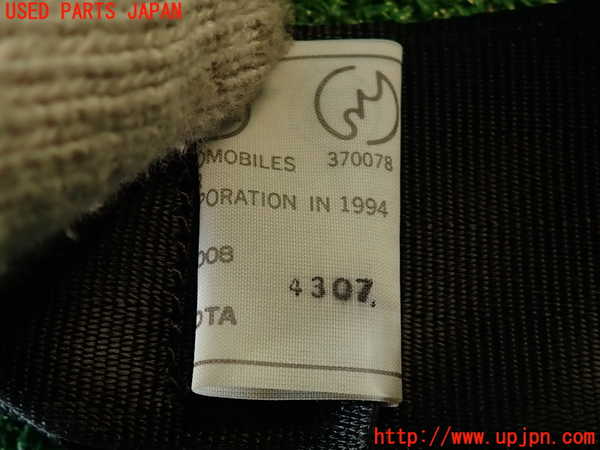 USED PARTS JAPAN
OMOBILES 370078
PORATION IN 1994
008
4307.
OTA
http://www.upjpn.com/